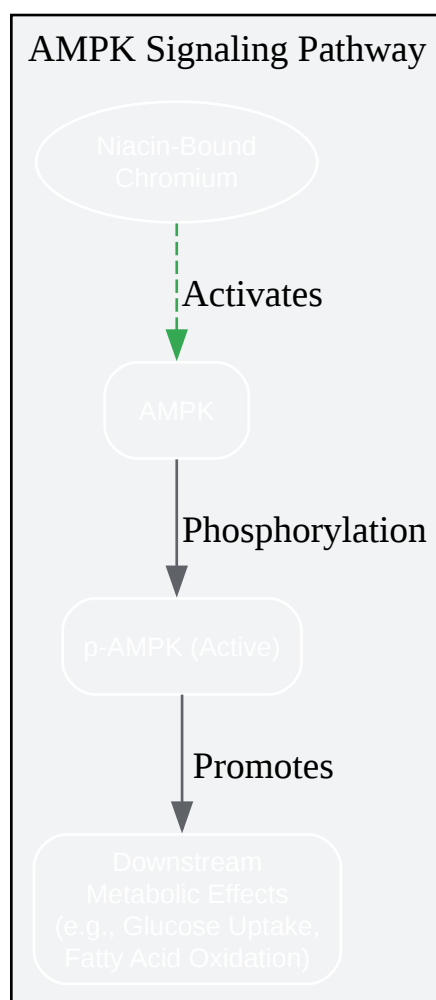 AMPK Signaling Pathway
Niacin-Bound
Chromium
Activates
AMPK
Phosphorylation
p-AMPK (Active)
Promotes
Downstream
Metabolic Effects
(e.g., Glucose Uptake,
Fatty Acid Oxidation)